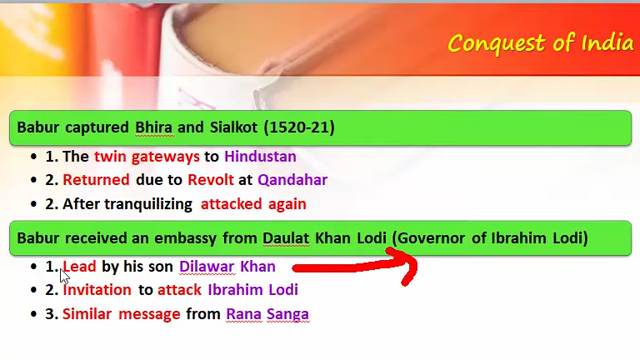 Conquest of India
Babur captured Bhira and Sialkot (1520-21)
• 1. The twin gateways to Hindustan
• 2. Returned due to Revolt at Qandahar
• 2. After tranquilizing attacked again
Babur received an embassy from Daulat Khan Lodi (Governor of Ibrahim Lodi)
• 1. Lead by his son Dilawar Khan
• 2. Invitation to attack Ibrahim Lodi
• 3. Similar message from Rana Sanga